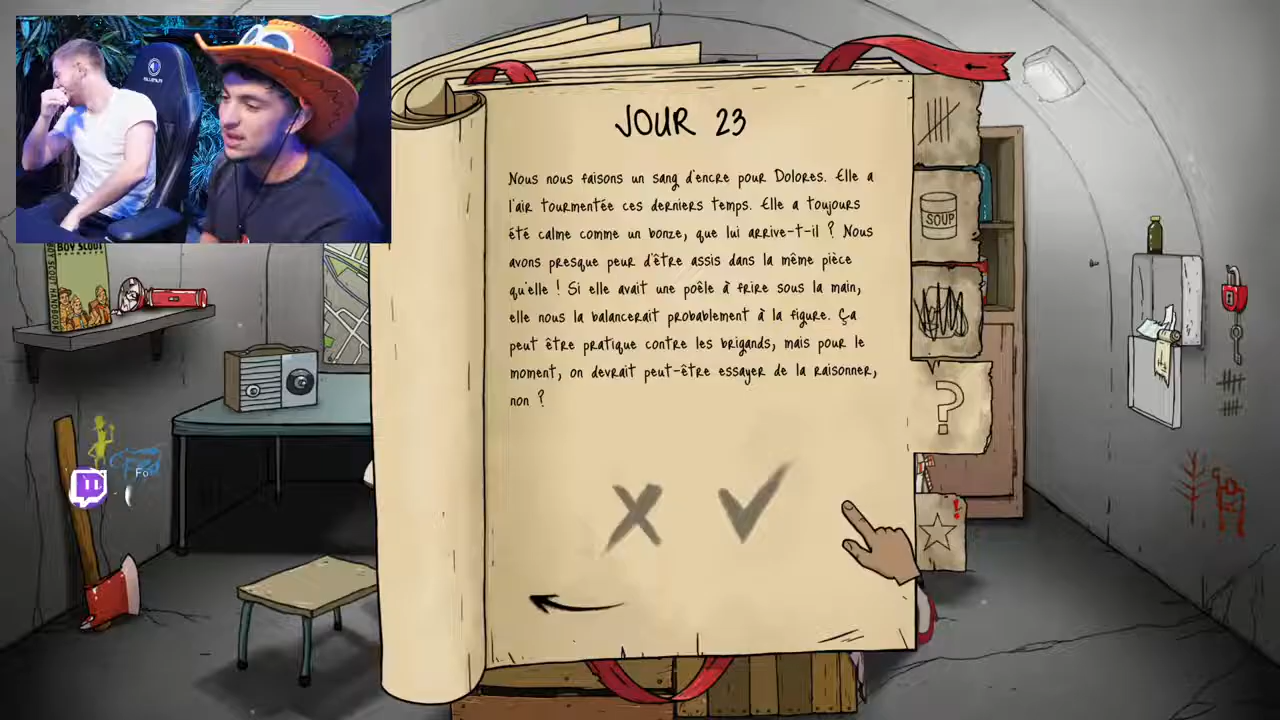 JOUR 23
Nous nous faisons un sang d'encre pour Dolores. Elle a
l'air tourmentée ces derniers temps. Elle a toujours
été calme comme un bonze, que lui arrive-t-il ? Nous
avons presque peur d'être assis dans la même pièce
qu'elle ! Si elle avait une poêle à frire sous la main,
elle nous la balancerait probablement à la figure. Ça
peut être pratique contre les brigands, mais pour le
moment, on devrait peut-être essayer de la raisonner,
non ?
SOUP
?
BOY SCOUT
Fo